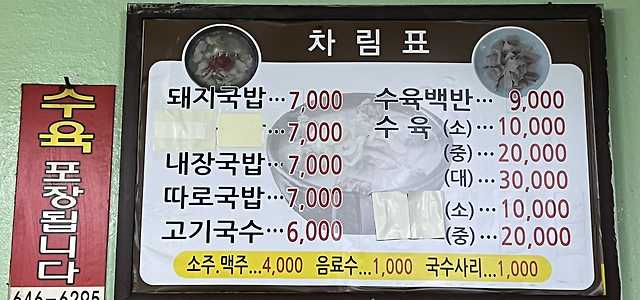 차림표
돼지국밥…7,000
…7,000
내장국밥…7,000
따로국밥…7,000
고기국수…6,000
수육백반…9,000
수육(소)…10,000
(중)…20,000
(대)…30,000
(소)…10,000
(중)…20,000
소주.맥주...4,000 음료수...1,000 국수사리...1,000
수육
포장됩니다
646-6295